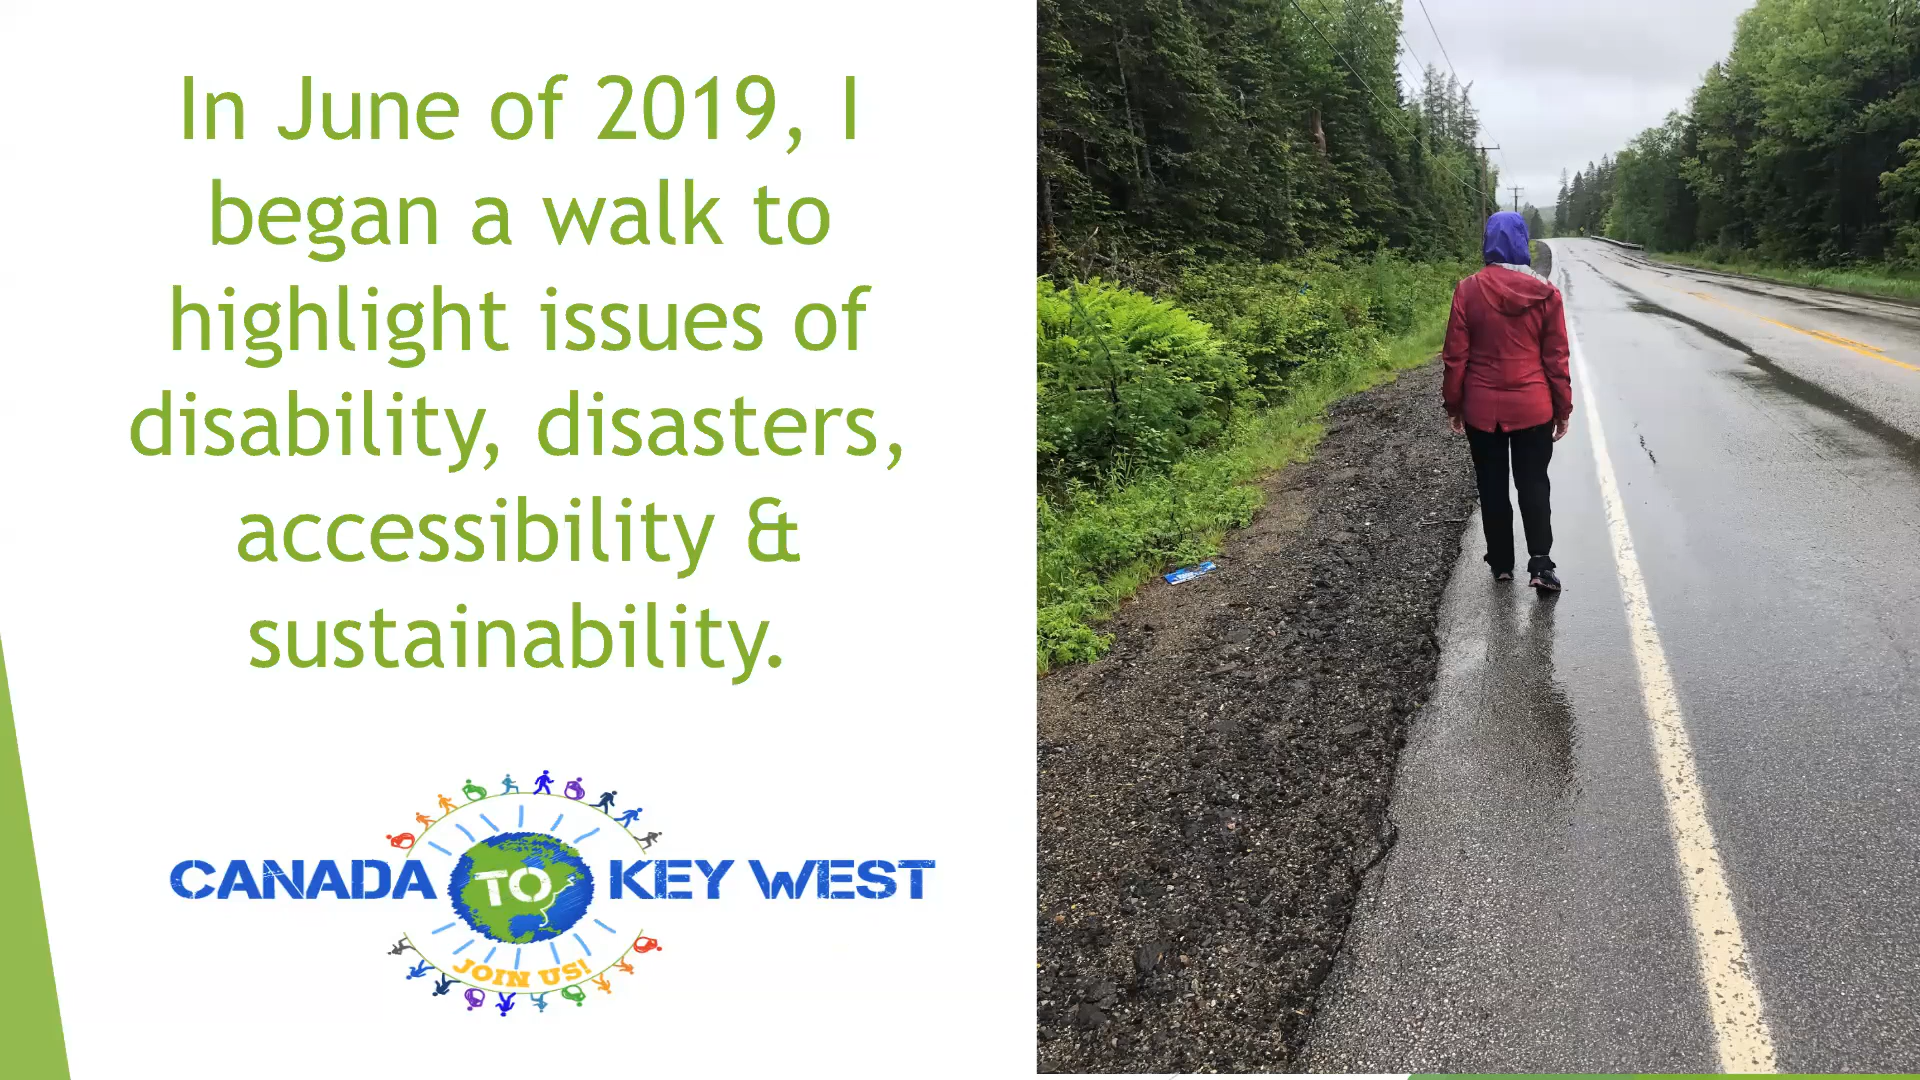 In June of 2019, I
began a walk to
highlight issues of
disability, disasters,
accessibility &
sustainability.
CANADA TO KEY WEST
JOIN US!